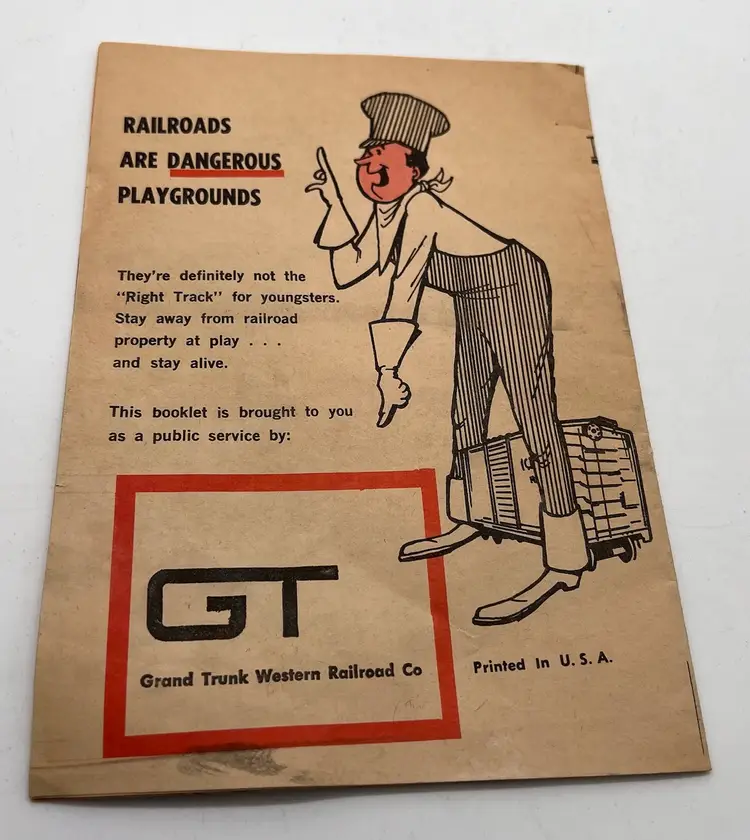 RAILROADS
ARE DANGEROUS
PLAYGROUNDS
They're definitely not the
“Right Track” for youngsters.
Stay away from railroad
property at play . . .
and stay alive.
This booklet is brought to you
as a public service by:
GT
Grand Trunk Western Railroad Co
Printed In U. S. A.